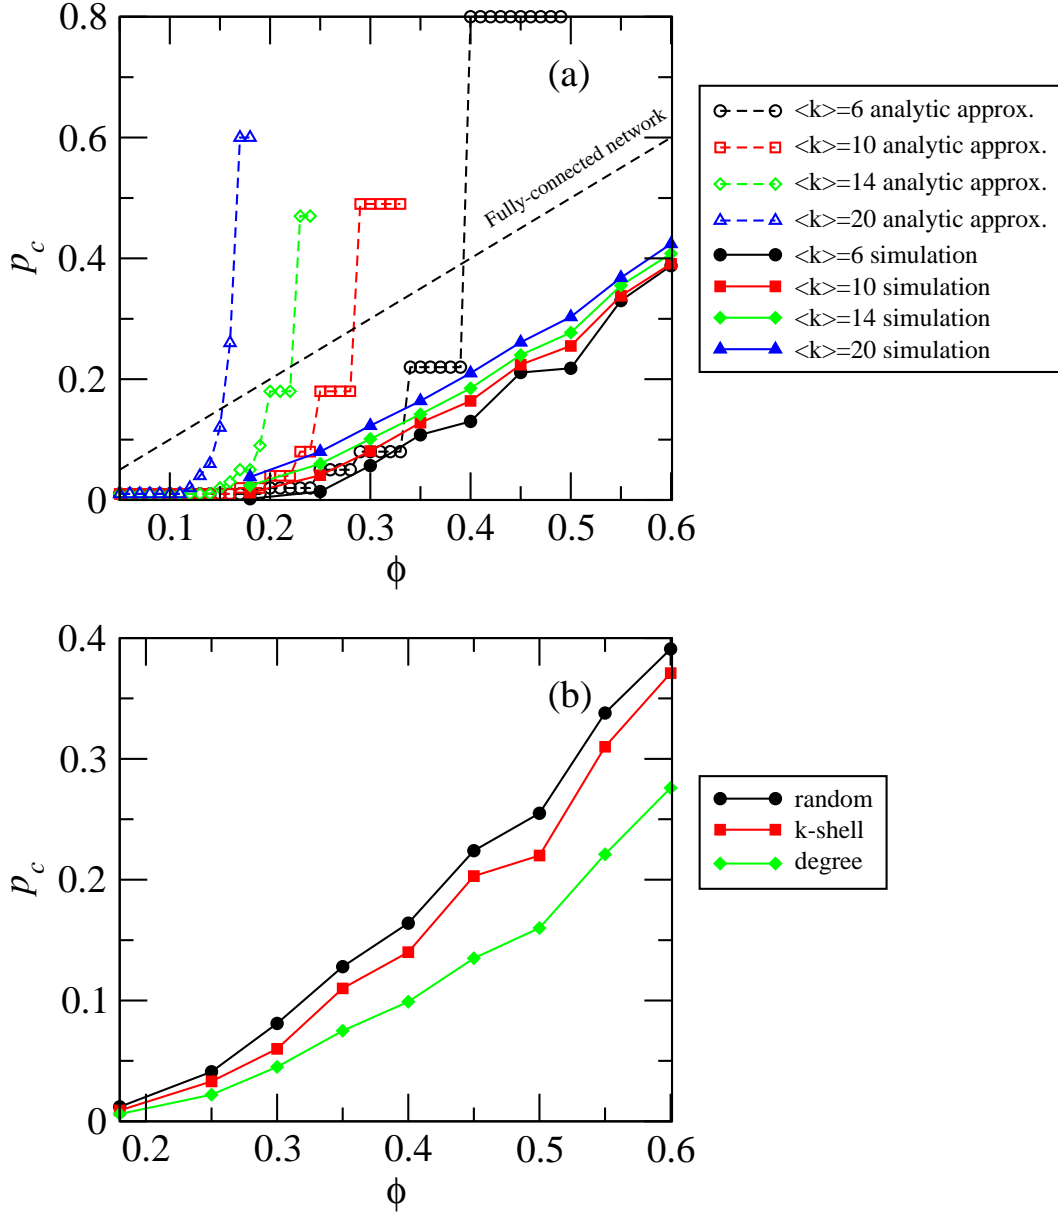 0.8
(a)
0.6
Fully-connected network
p_c
0.4
0.2
0
0.1 0.2 0.3 0.4 0.5 0.6
ϕ
<k>=6 analytic approx.
<k>=10 analytic approx.
<k>=14 analytic approx.
<k>=20 analytic approx.
<k>=6 simulation
<k>=10 simulation
<k>=14 simulation
<k>=20 simulation
0.4
(b)
0.3
p_c
0.2
0.1
0
0.2 0.3 0.4 0.5 0.6
ϕ
random
k-shell
degree